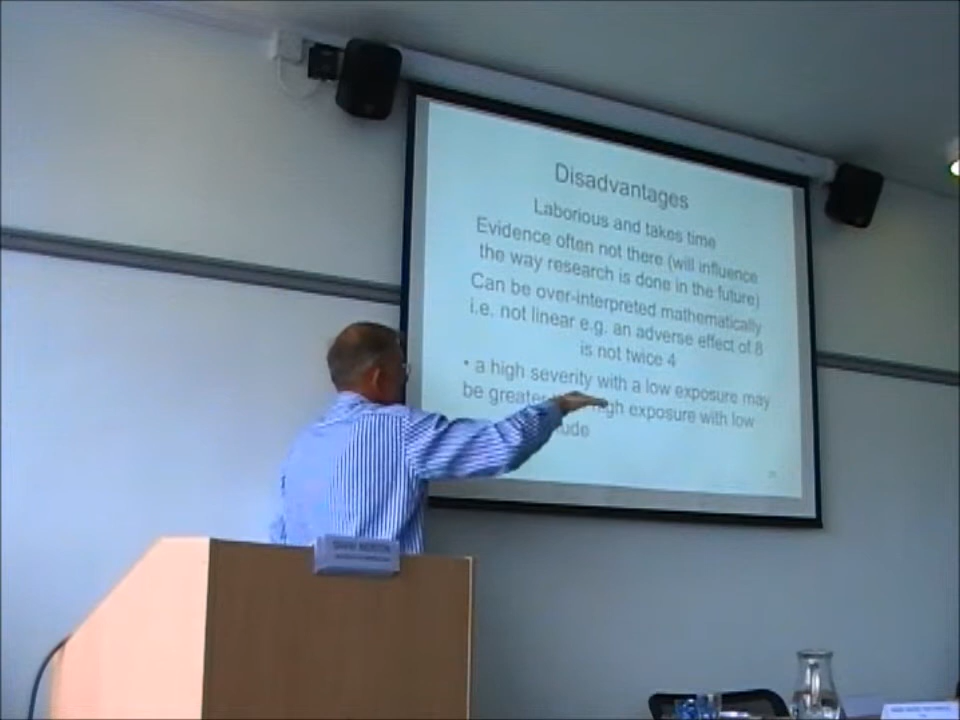 Disadvantages
Laborious and takes time
Evidence often not there (will influence
the way research is done in the future)
Can be over-interpreted mathematically
i.e. not linear e.g. an adverse effect of 8
is not twice 4
• a high severity with a low exposure may
be greater high exposure with low